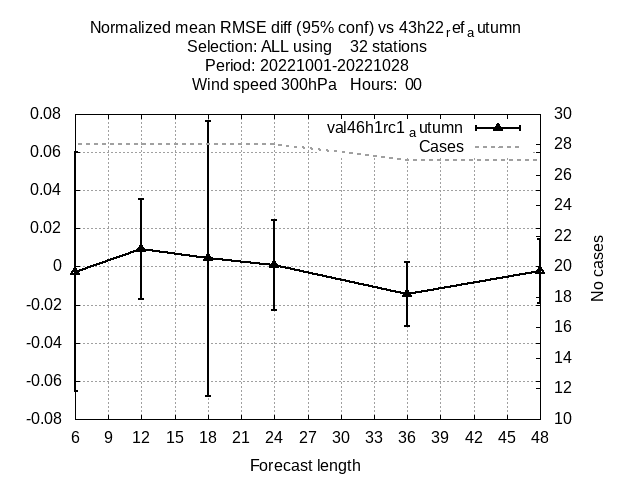 Normalized mean RMSE diff (95% conf) vs 43h22refautumn
Selection: ALL using 32 stations
Period: 20221001-20221028
Wind speed 300hPa Hours: 00
val46h1rc1autumn
Cases
0.08
0.06
0.04
0.02
0
-0.02
-0.04
-0.06
-0.08
30
28
26
24
22
20
18
16
14
12
10
No cases
6 9 12 15 18 21 24 27 30 33 36 39 42 45 48
Forecast length